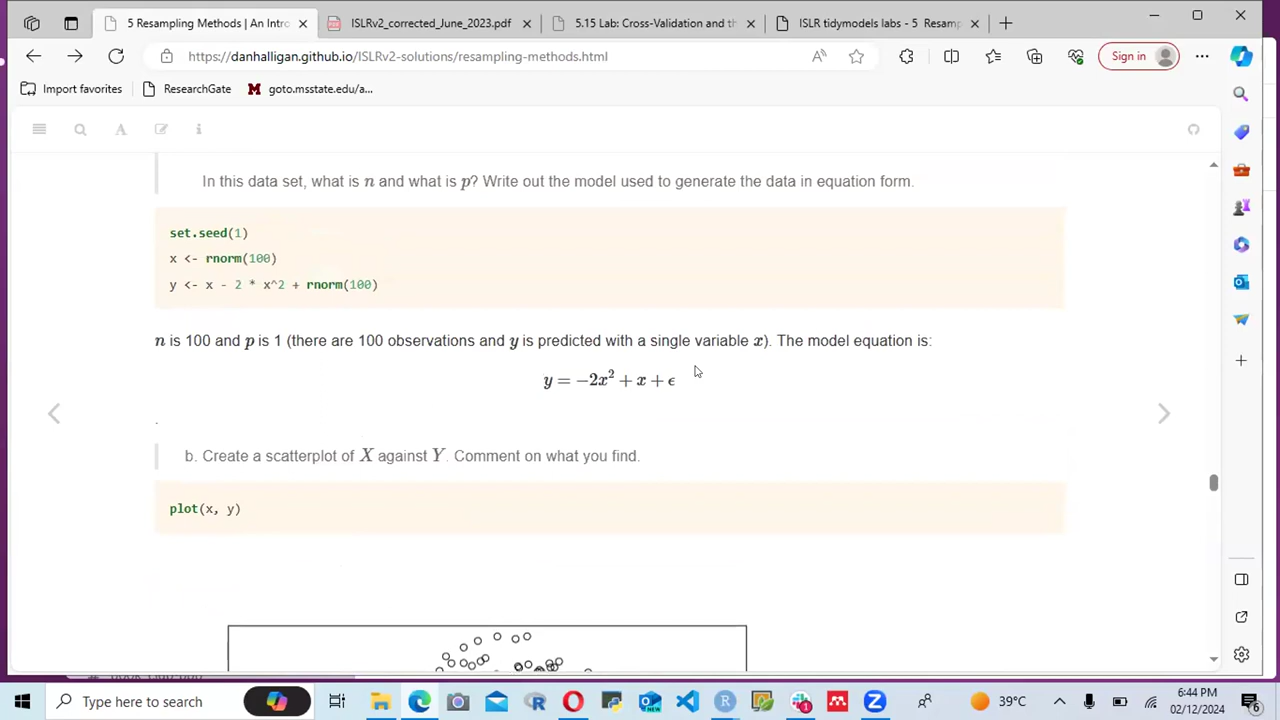 5 Resampling Methods | An Intro
ISLRv2_corrected_June_2023.pdf
5.15 Lab: Cross-Validation and th
ISLR tidymodels labs - 5 Resamp
https://danhalligan.github.io/ISLRv2-solutions/resampling-methods.html
Sign in
Import favorites
ResearchGate
goto.msstate.edu/a...
In this data set, what is n and what is p? Write out the model used to generate the data in equation form.
set.seed(1)
x <- rnorm(100)
y <- x - 2 * x^2 + rnorm(100)
n is 100 and p is 1 (there are 100 observations and y is predicted with a single variable x). The model equation is:
y = −2x² + x + ϵ
.
b. Create a scatterplot of X against Y. Comment on what you find.
plot(x, y)
Type here to search
39°C
6:44 PM
02/12/2024